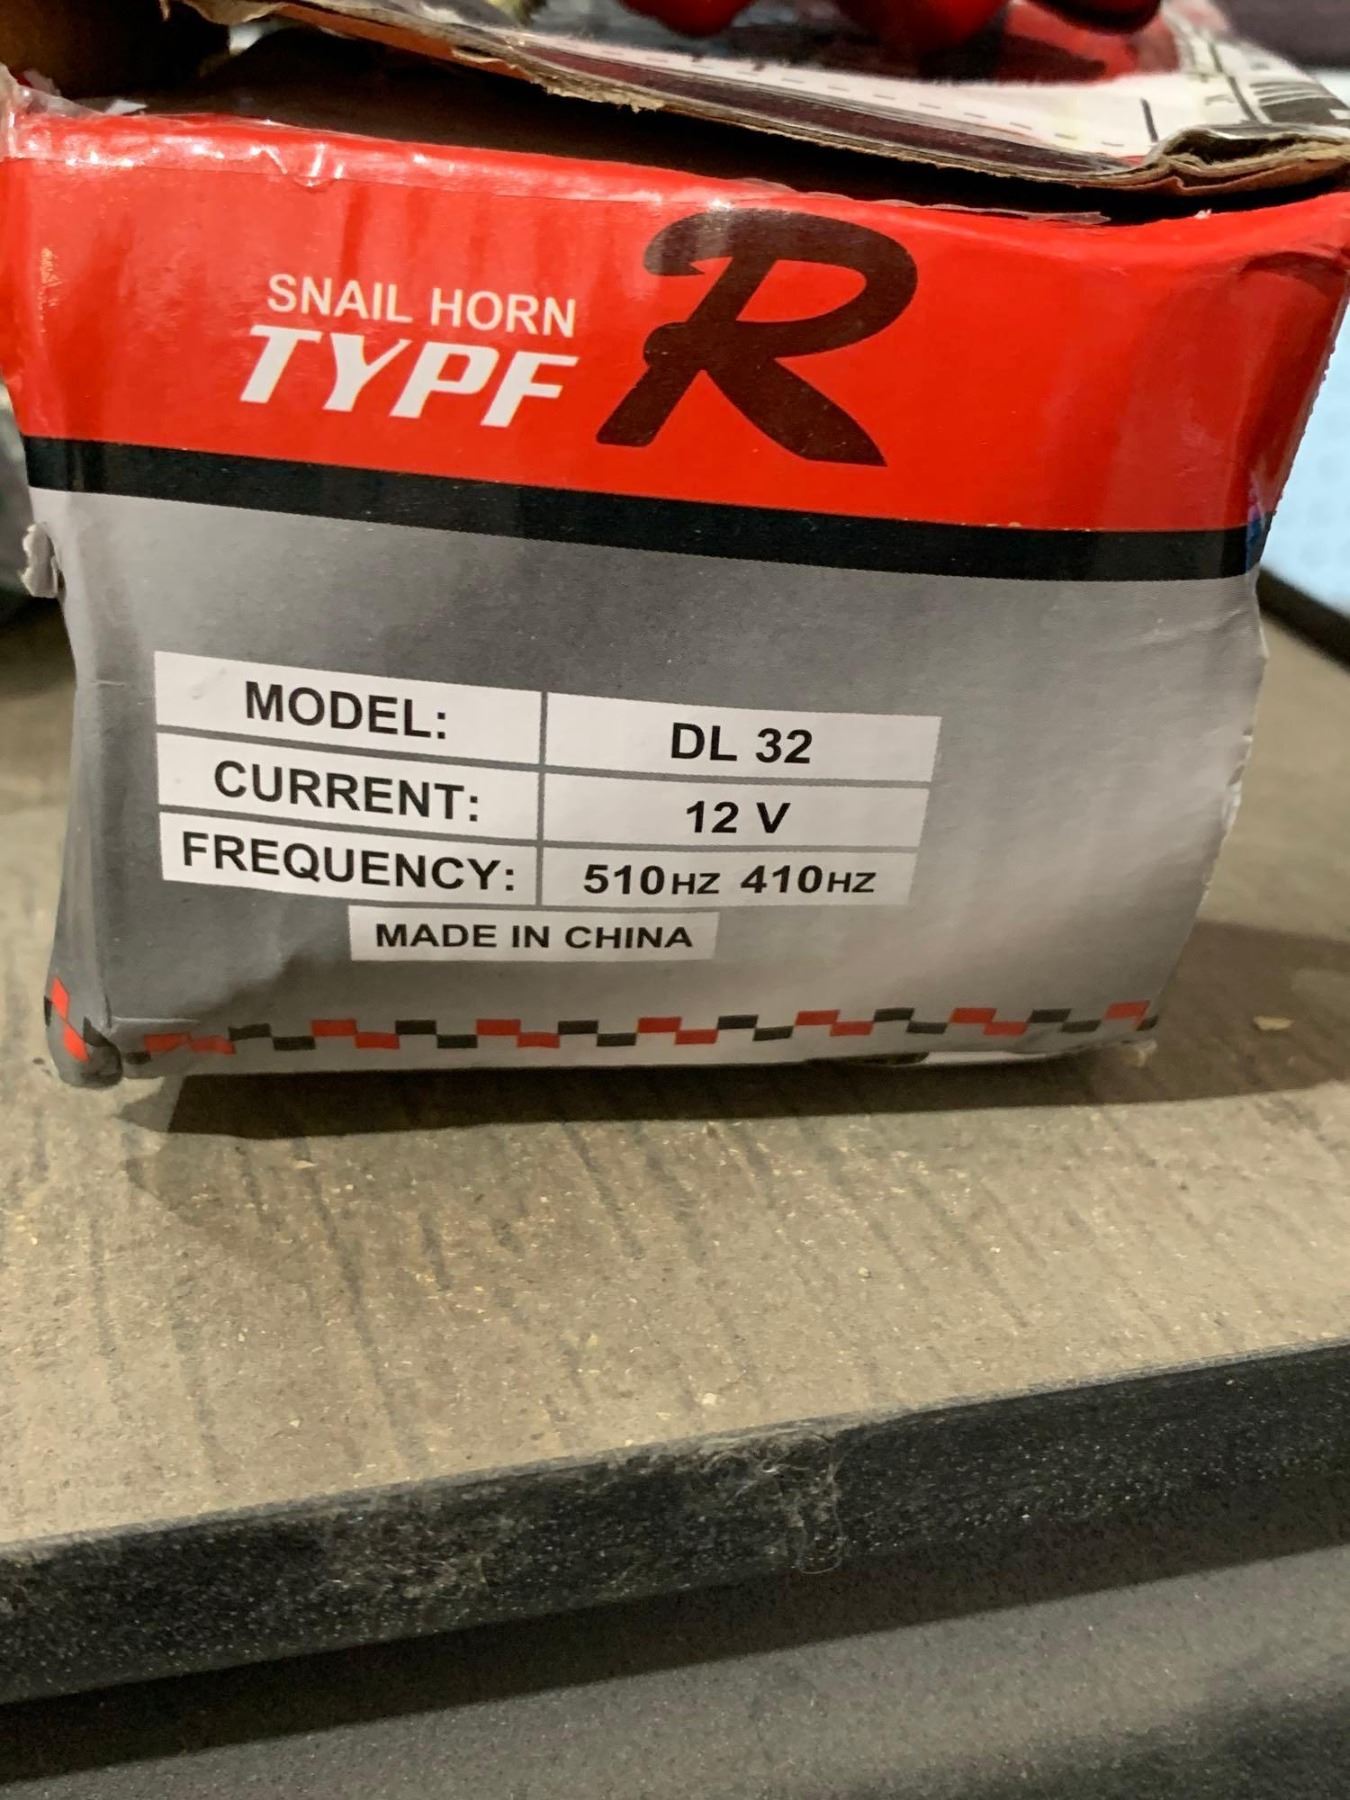 SNAIL HORN
TYPF R
MODEL: DL 32
CURRENT: 12 V
FREQUENCY: 510HZ 410HZ
MADE IN CHINA